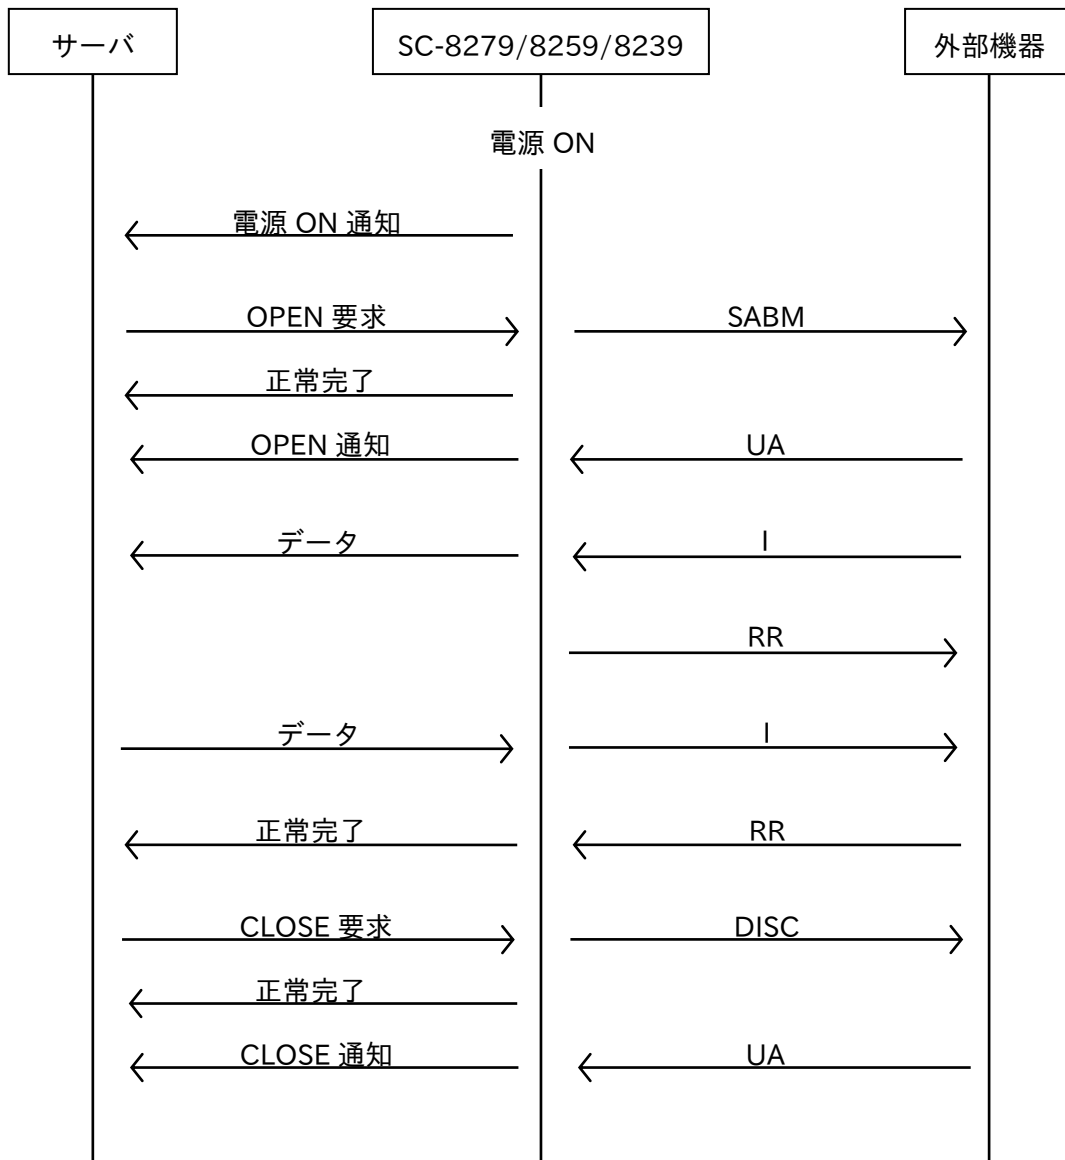 サーバ
SC-8279/8259/8239
外部機器
電源 ON
電源 ON 通知
OPEN 要求
SABM
正常完了
OPEN 通知
UA
データ
I
RR
データ
I
正常完了
RR
CLOSE 要求
DISC
正常完了
CLOSE 通知
UA